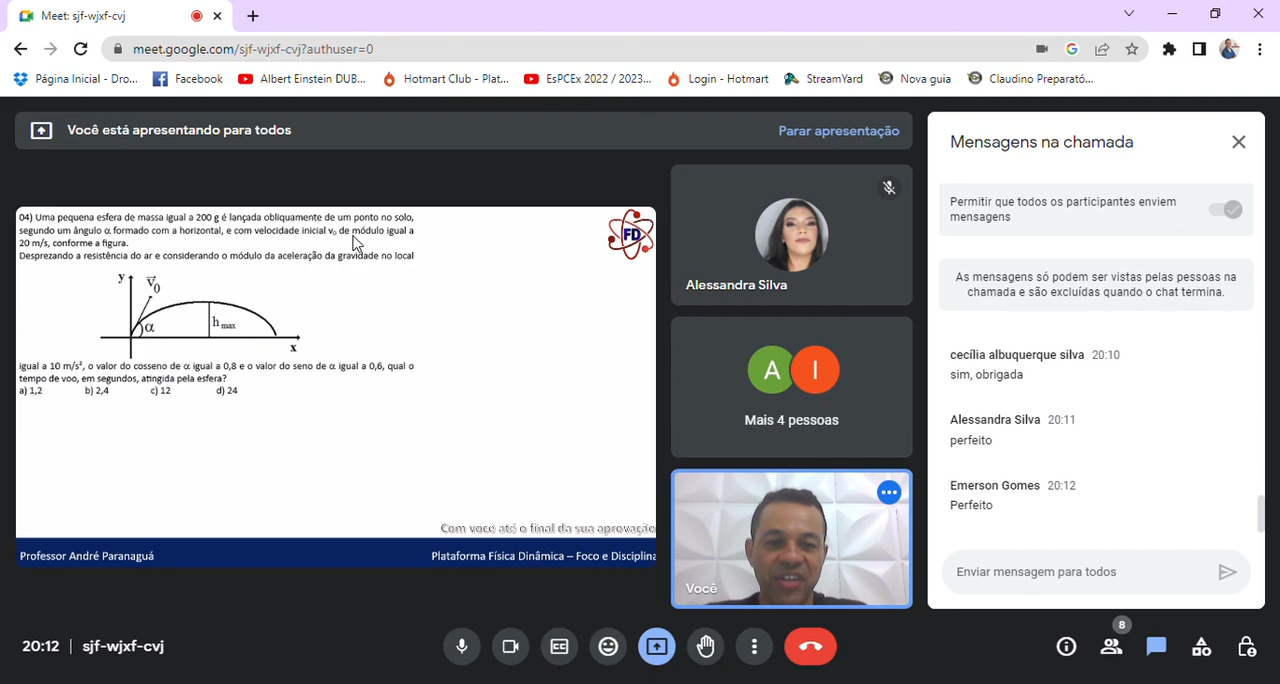 Meet: sjf-wjxf-cvj
meet.google.com/sjf-wjxf-cvj?authuser=0
Página Inicial - Dro...
Facebook
Albert Einstein DUB...
Hotmart Club - Plat...
EsPCEx 2022 / 2023...
Login - Hotmart
StreamYard
Nova guia
Claudino Preparató...
Você está apresentando para todos
Parar apresentação
04) Uma pequena esfera de massa igual a 200 g é lançada obliquamente de um ponto no solo,
segundo um ângulo α formado com a horizontal, e com velocidade inicial v₀ de módulo igual a
20 m/s, conforme a figura.
Desprezando a resistência do ar e considerando o módulo da aceleração da gravidade no local
y
v₀
α
h max
x
igual a 10 m/s², o valor do cosseno de α igual a 0,8 e o valor do seno de α igual a 0,6, qual o
tempo de voo, em segundos, atingida pela esfera?
a) 1,2 b) 2,4 c) 12 d) 24
FD
Com você até o final da sua aprovação
Professor André Paranaguá
Plataforma Física Dinâmica – Foco e Disciplina
Alessandra Silva
A I
Mais 4 pessoas
Você
Mensagens na chamada
Permitir que todos os participantes enviem
mensagens
As mensagens só podem ser vistas pelas pessoas na
chamada e são excluídas quando o chat termina.
cecília albuquerque silva 20:10
sim, obrigada
Alessandra Silva 20:11
perfeito
Emerson Gomes 20:12
Perfeito
Enviar mensagem para todos
20:12 | sjf-wjxf-cvj
8